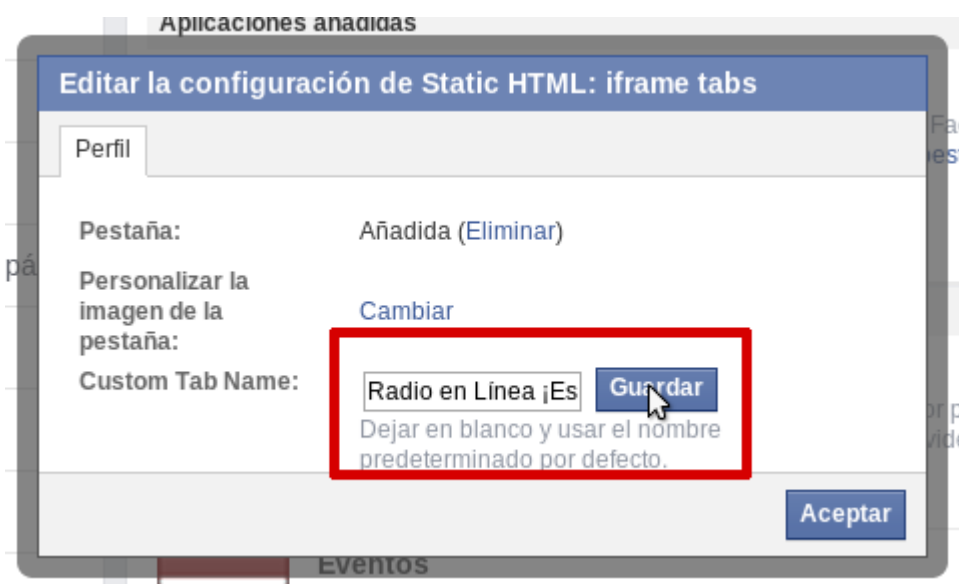 Aplicaciones añadidas
Editar la configuración de Static HTML: iframe tabs
Perfil
Pestaña: Añadida (Eliminar)
Personalizar la
imagen de la Cambiar
pestaña:
Custom Tab Name: Radio en Línea ¡Es Guardar
Dejar en blanco y usar el nombre
predeterminado por defecto.
Aceptar
Eventos